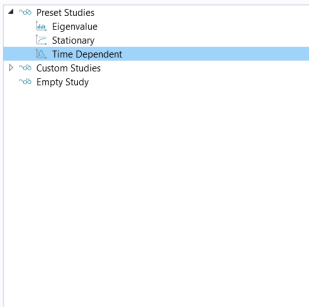 Preset Studies
Eigenvalue
Stationary
Time Dependent
Custom Studies
Empty Study